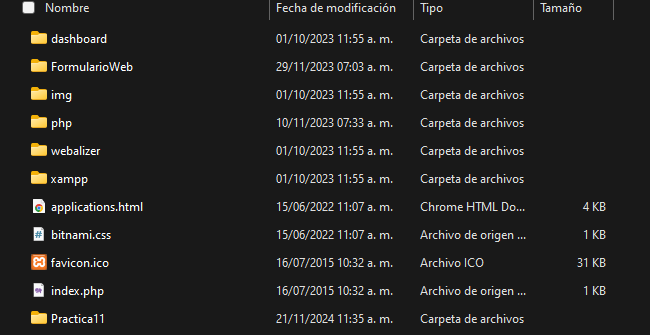 Nombre Fecha de modificación Tipo Tamaño
dashboard 01/10/2023 11:55 a. m. Carpeta de archivos
FormularioWeb 29/11/2023 07:03 a. m. Carpeta de archivos
img 01/10/2023 11:55 a. m. Carpeta de archivos
php 10/11/2023 07:33 a. m. Carpeta de archivos
webalizer 01/10/2023 11:55 a. m. Carpeta de archivos
xampp 01/10/2023 11:55 a. m. Carpeta de archivos
applications.html 15/06/2022 11:07 a. m. Chrome HTML Do... 4 KB
bitnami.css 15/06/2022 11:07 a. m. Archivo de origen ... 1 KB
favicon.ico 16/07/2015 10:32 a. m. Archivo ICO 31 KB
index.php 16/07/2015 10:32 a. m. Archivo de origen ... 1 KB
Practica11 21/11/2024 11:35 a. m. Carpeta de archivos